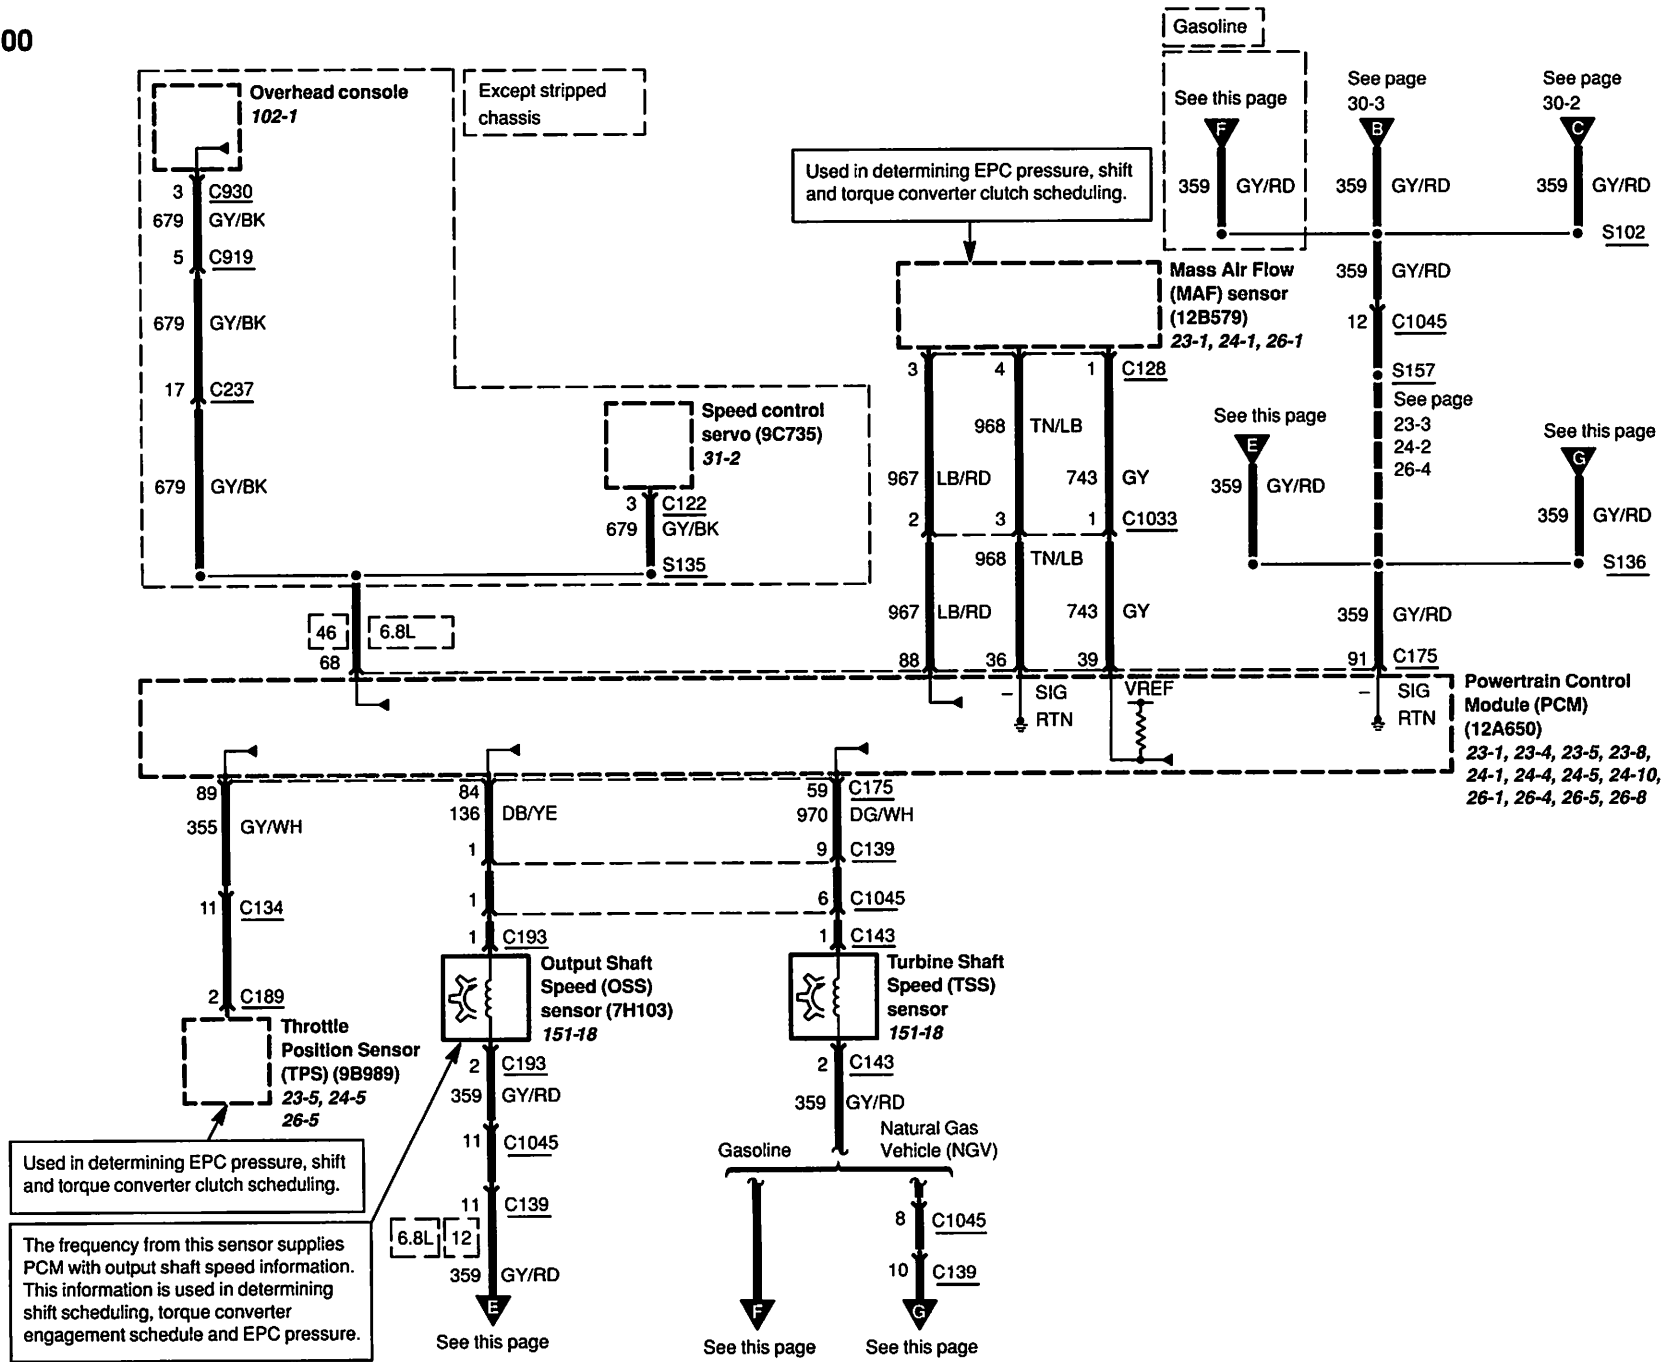 00
Gasoline
Overhead console
102-1
Except stripped
chassis
3 C930
679 GY/BK
5 C919
679 GY/BK
17 C237
679 GY/BK
Speed control
servo (9C735)
31-2
3 C122
679 GY/BK
S135
46 6.8L
68
Used in determining EPC pressure, shift
and torque converter clutch scheduling.
Mass Air Flow
(MAF) sensor
(12B579)
23-1, 24-1, 26-1
3 4 1 C128
968 TN/LB
967 LB/RD 743 GY
2 3 1 C1033
968 TN/LB
967 LB/RD 743 GY
88 36 39
See this page
F
359 GY/RD
See page
30-3
B
359 GY/RD
See page
30-2
C
359 GY/RD
S102
359 GY/RD
12 C1045
S157
See page
23-3
24-2
26-4
See this page
E
359 GY/RD
See this page
G
359 GY/RD
S136
359 GY/RD
91 C175
– SIG
RTN
VREF
– SIG
RTN
Powertrain Control
Module (PCM)
(12A650)
23-1, 23-4, 23-5, 23-8,
24-1, 24-4, 24-5, 24-10,
26-1, 26-4, 26-5, 26-8
89
355 GY/WH
11 C134
2 C189
Throttle
Position Sensor
(TPS) (9B989)
23-5, 24-5
26-5
Used in determining EPC pressure, shift
and torque converter clutch scheduling.
The frequency from this sensor supplies
PCM with output shaft speed information.
This information is used in determining
shift scheduling, torque converter
engagement schedule and EPC pressure.
84
136 DB/YE
1
1
1 C193
Output Shaft
Speed (OSS)
sensor (7H103)
151-18
2 C193
359 GY/RD
11 C1045
11 C139
6.8L 12
359 GY/RD
E
See this page
59 C175
970 DG/WH
9 C139
6 C1045
1 C143
Turbine Shaft
Speed (TSS)
sensor
151-18
2 C143
359 GY/RD
Gasoline
Natural Gas
Vehicle (NGV)
8 C1045
10 C139
F
See this page
G
See this page